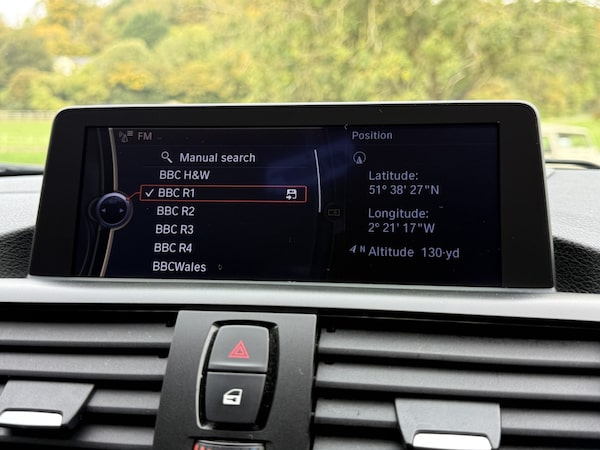 FM
Manual search
BBC H&W
BBC R1
BBC R2
BBC R3
BBC R4
BBCWales
Position
Latitude:
51° 38' 27"N
Longitude:
2° 21' 17"W
N Altitude 130 yd